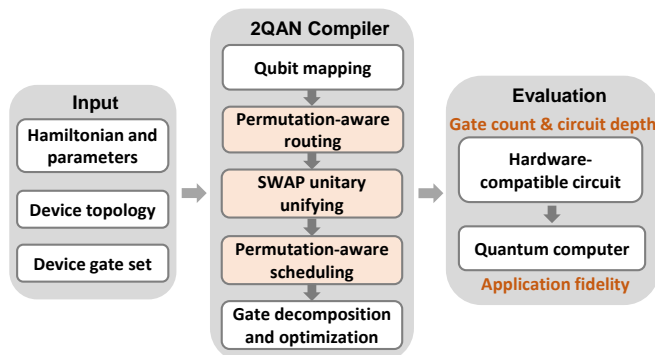 Input
Hamiltonian and
parameters
Device topology
Device gate set
2QAN Compiler
Qubit mapping
Permutation-aware
routing
SWAP unitary
unifying
Permutation-aware
scheduling
Gate decomposition
and optimization
Evaluation
Gate count & circuit depth
Hardware-
compatible circuit
Quantum computer
Application fidelity